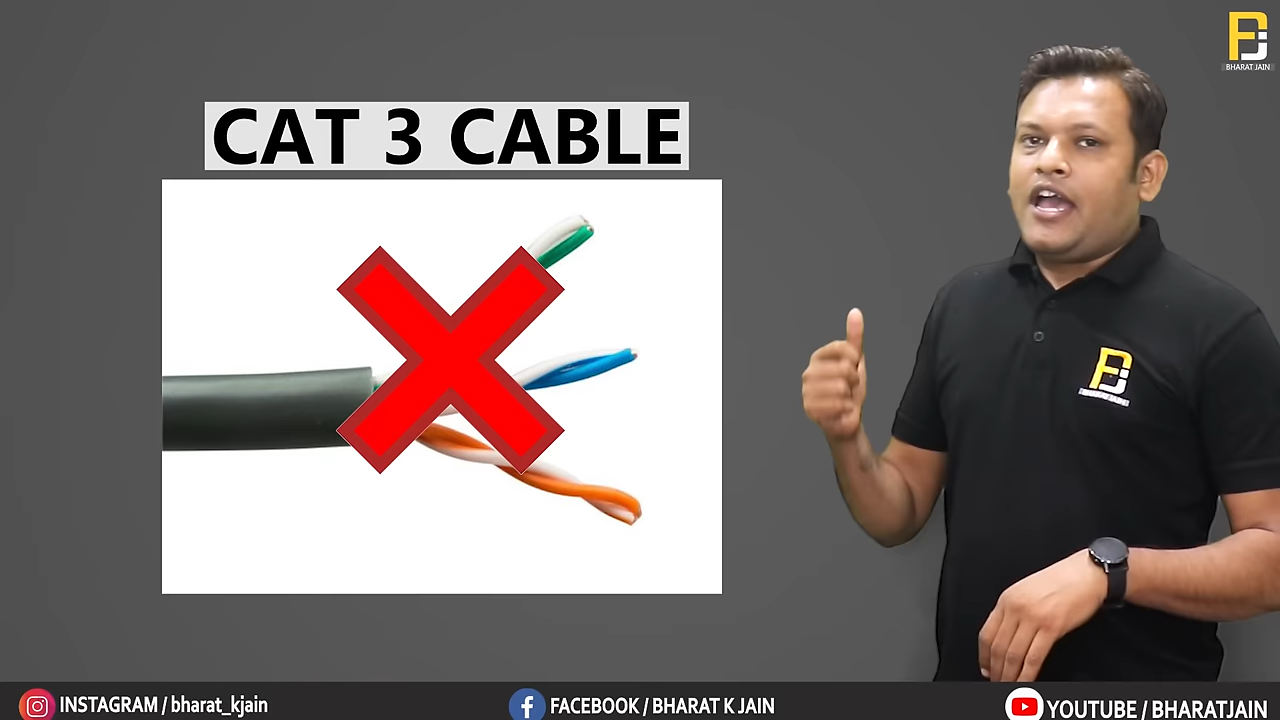 BHARAT JAIN
CAT 3 CABLE
INSTAGRAM / bharat_kjain
FACEBOOK / BHARAT K JAIN
YOUTUBE / BHARATJAIN